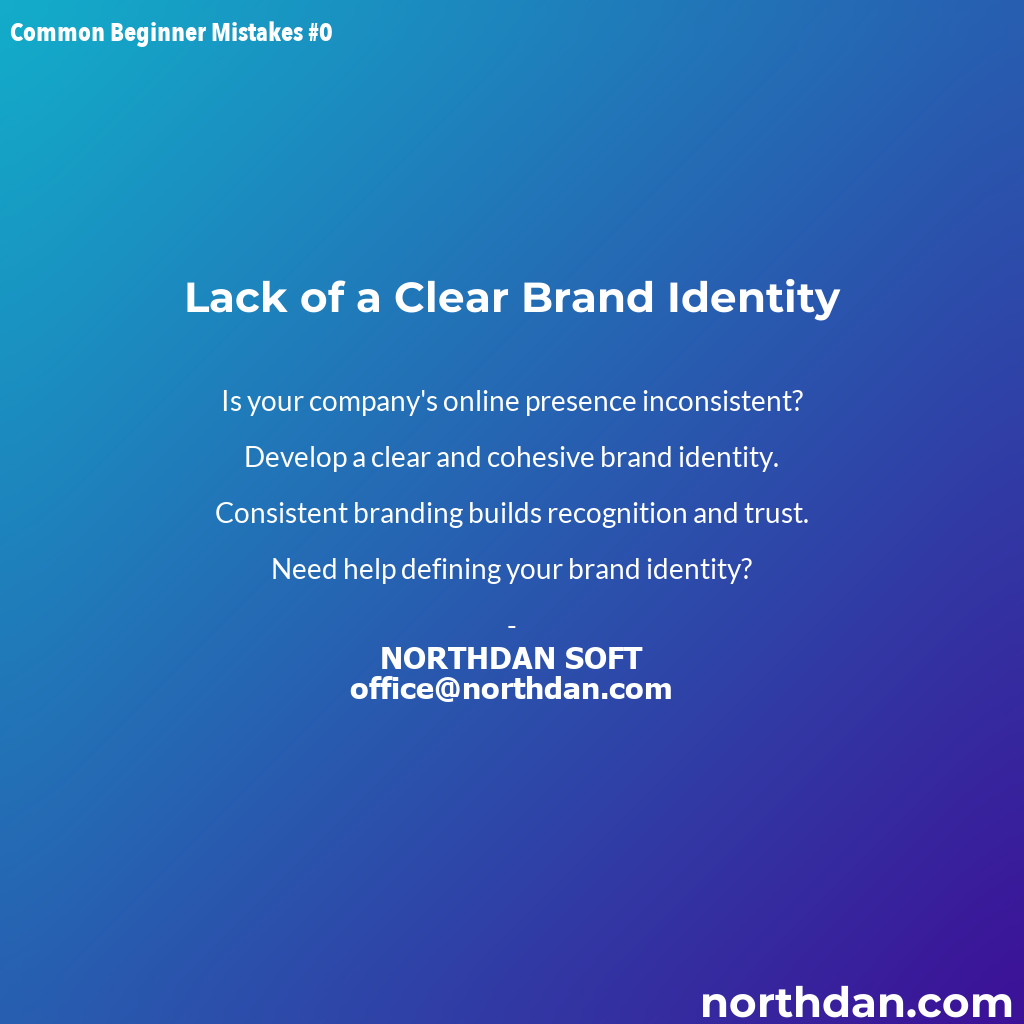 Common Beginner Mistakes #0
Lack of a Clear Brand Identity
Is your company's online presence inconsistent?
Develop a clear and cohesive brand identity.
Consistent branding builds recognition and trust.
Need help defining your brand identity?
-
NORTHDAN SOFT
office@northdan.com
northdan.com